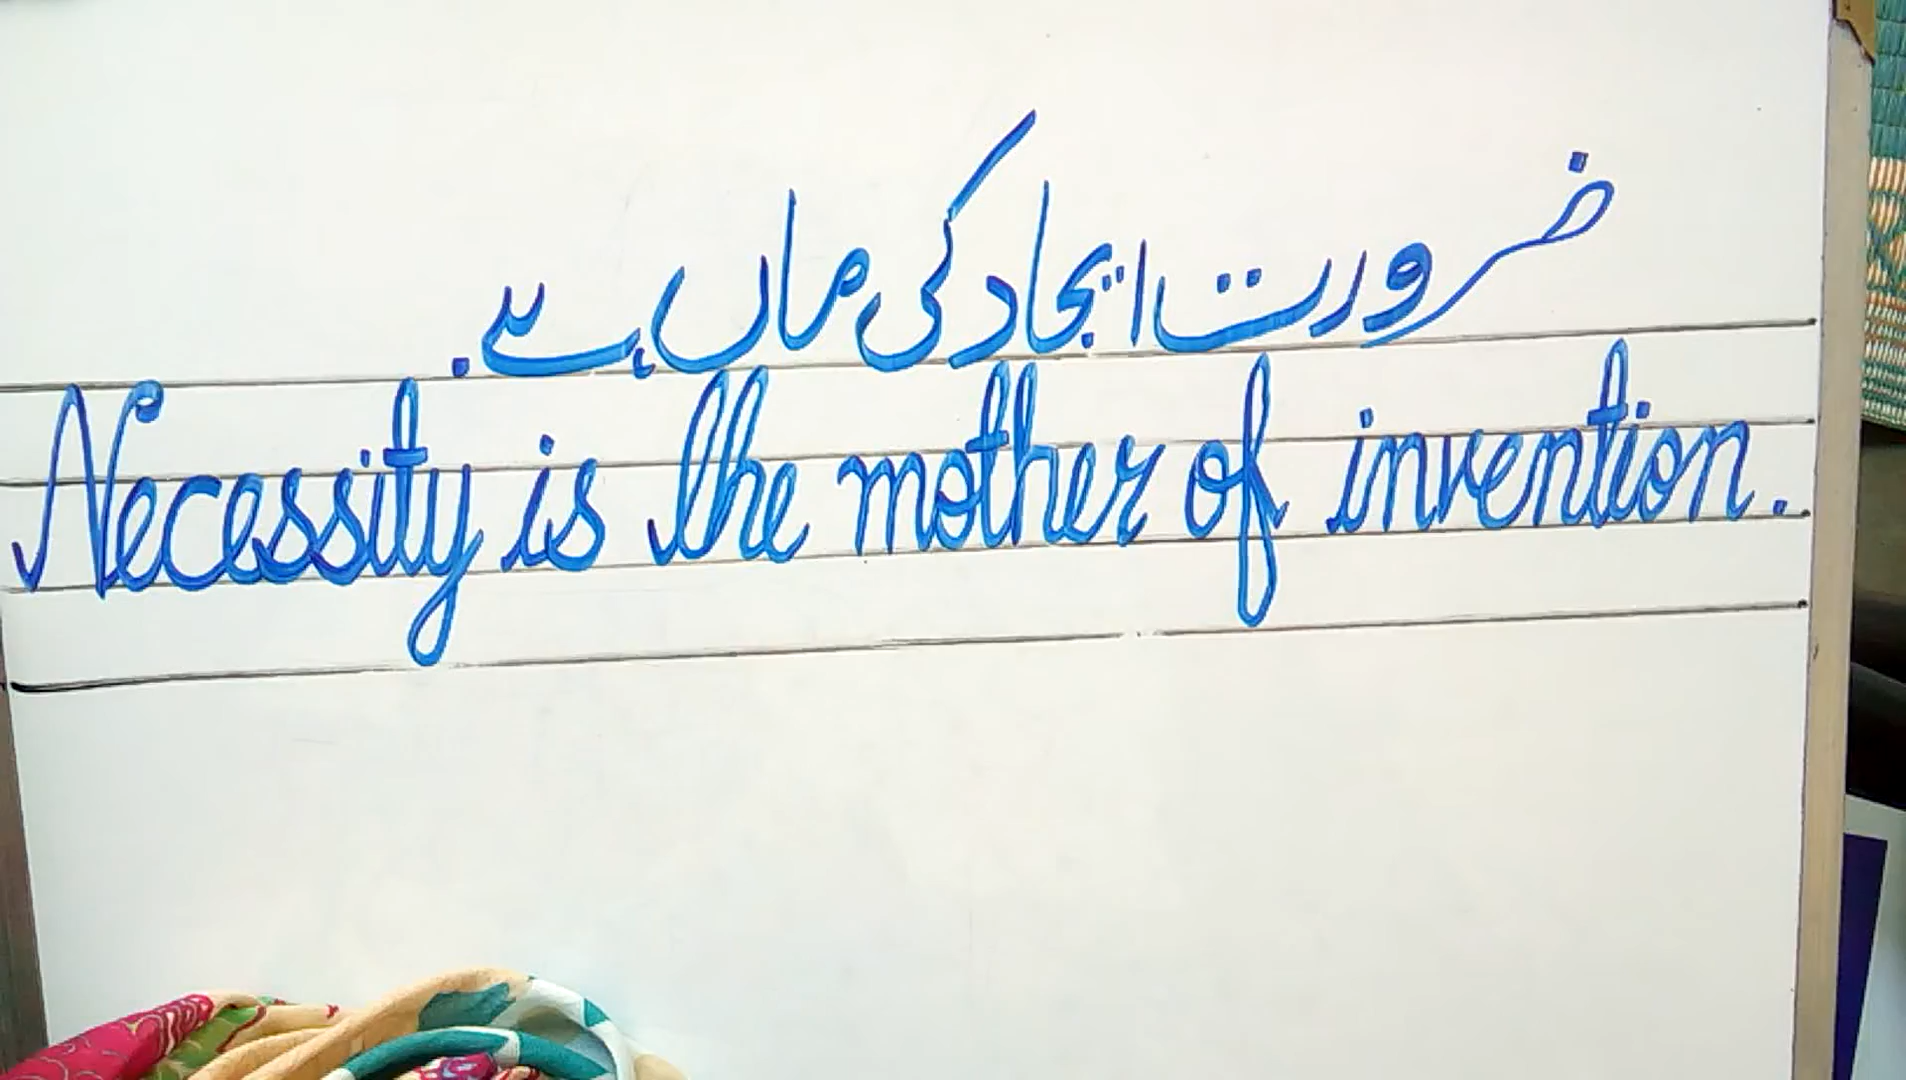 ضرورت ایجاد کی ماں ہے.
Necessity is the mother of invention.